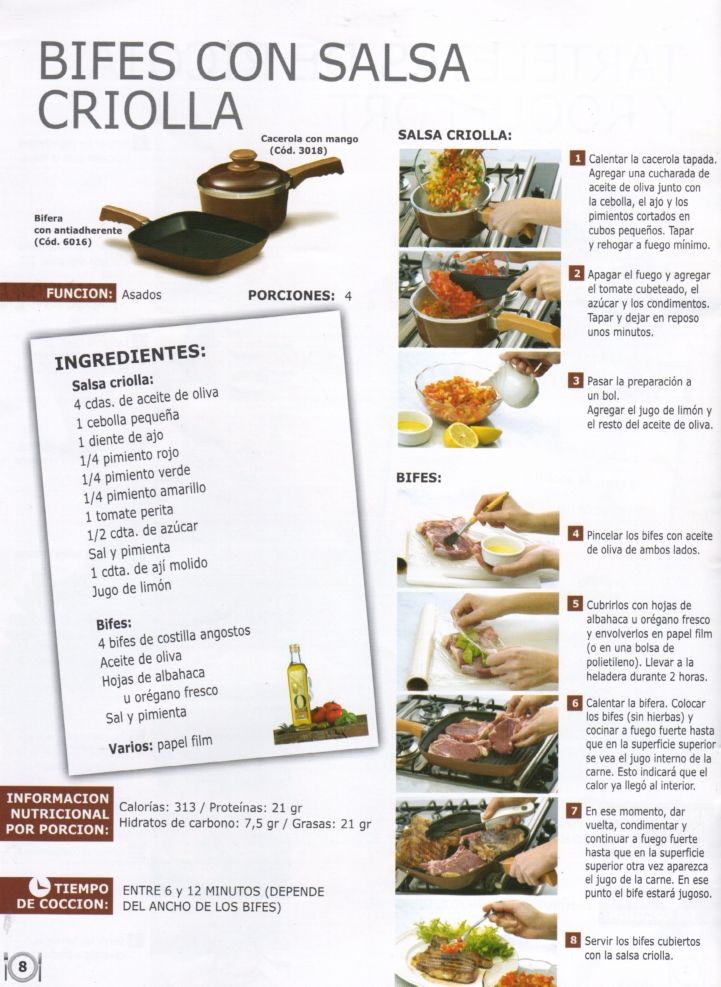 BIFES CON SALSA
CRIOLLA
Cacerola con mango
(Cód. 3018)
Bifera
con antiadherente
(Cód. 6016)
FUNCION: Asados
PORCIONES: 4
INGREDIENTES:
Salsa criolla:
4 cdas. de aceite de oliva
1 cebolla pequeña
1 diente de ajo
1/4 pimiento rojo
1/4 pimiento verde
1/4 pimiento amarillo
1 tomate perita
1/2 cdta. de azúcar
Sal y pimienta
1 cdta. de ají molido
Jugo de limón
Bifes:
4 bifes de costilla angostos
Aceite de oliva
Hojas de albahaca
u orégano fresco
Sal y pimienta
Varios: papel film
INFORMACION
NUTRICIONAL
POR PORCION:
Calorías: 313 / Proteínas: 21 gr
Hidratos de carbono: 7,5 gr / Grasas: 21 gr
TIEMPO
DE COCCION:
ENTRE 6 y 12 MINUTOS (DEPENDE
DEL ANCHO DE LOS BIFES)
8
SALSA CRIOLLA:
1 Calentar la cacerola tapada.
Agregar una cucharada de
aceite de oliva junto con
la cebolla, el ajo y los
pimientos cortados en
cubos pequeños. Tapar
y rehogar a fuego mínimo.
2 Apagar el fuego y agregar
el tomate cubeteado, el
azúcar y los condimentos.
Tapar y dejar en reposo
unos minutos.
3 Pasar la preparación a
un bol.
Agregar el jugo de limón y
el resto del aceite de oliva.
BIFES:
4 Pincelar los bifes con aceite
de oliva de ambos lados.
5 Cubrirlos con hojas de
albahaca u orégano fresco
y envolverlos en papel film
(o en una bolsa de
polietileno). Llevar a la
heladera durante 2 horas.
6 Calentar la bifera. Colocar
los bifes (sin hierbas) y
cocinar a fuego fuerte hasta
que en la superficie superior
se vea el jugo interno de la
carne. Esto indicará que el
calor ya llegó al interior.
7 En ese momento, dar
vuelta, condimentar y
continuar a fuego fuerte
hasta que en la superficie
superior otra vez aparezca
el jugo de la carne. En ese
punto el bife estará jugoso.
8 Servir los bifes cubiertos
con la salsa criolla.